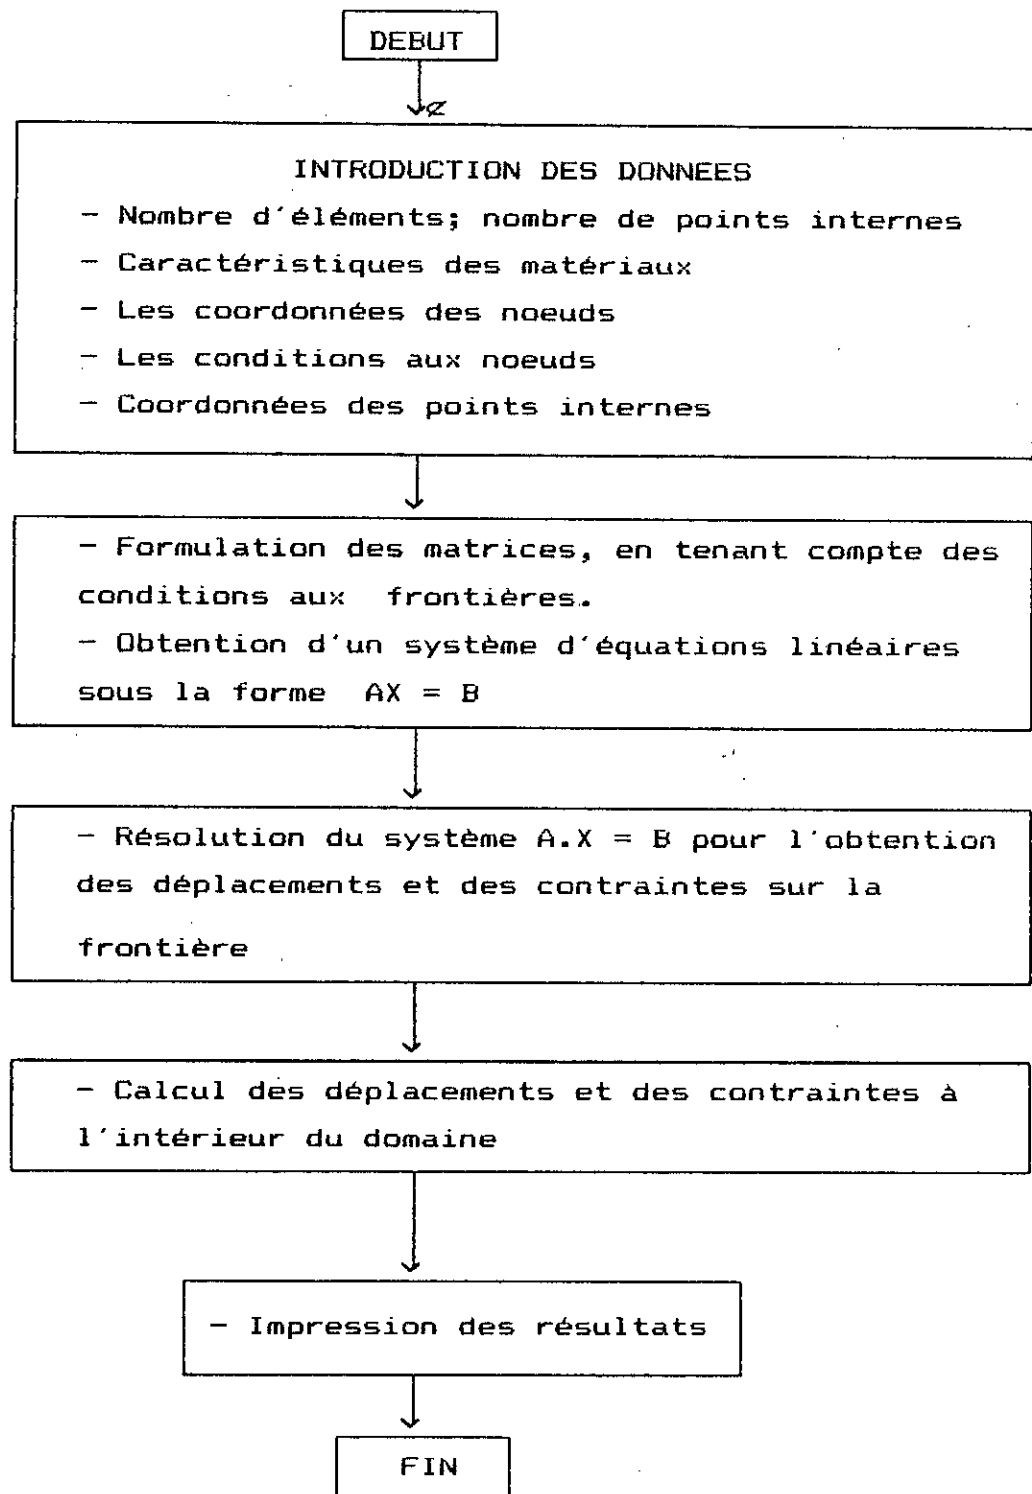 DEBUT
INTRODUCTION DES DONNEES
- Nombre d'éléments; nombre de points internes
- Caractéristiques des matériaux
- Les coordonnées des noeuds
- Les conditions aux noeuds
- Coordonnées des points internes
- Formulation des matrices, en tenant compte des
conditions aux frontières.
- Obtention d'un système d'équations linéaires
sous la forme AX = B
- Résolution du système A.X = B pour l'obtention
des déplacements et des contraintes sur la
frontière
- Calcul des déplacements et des contraintes à
l'intérieur du domaine
- Impression des résultats
FIN